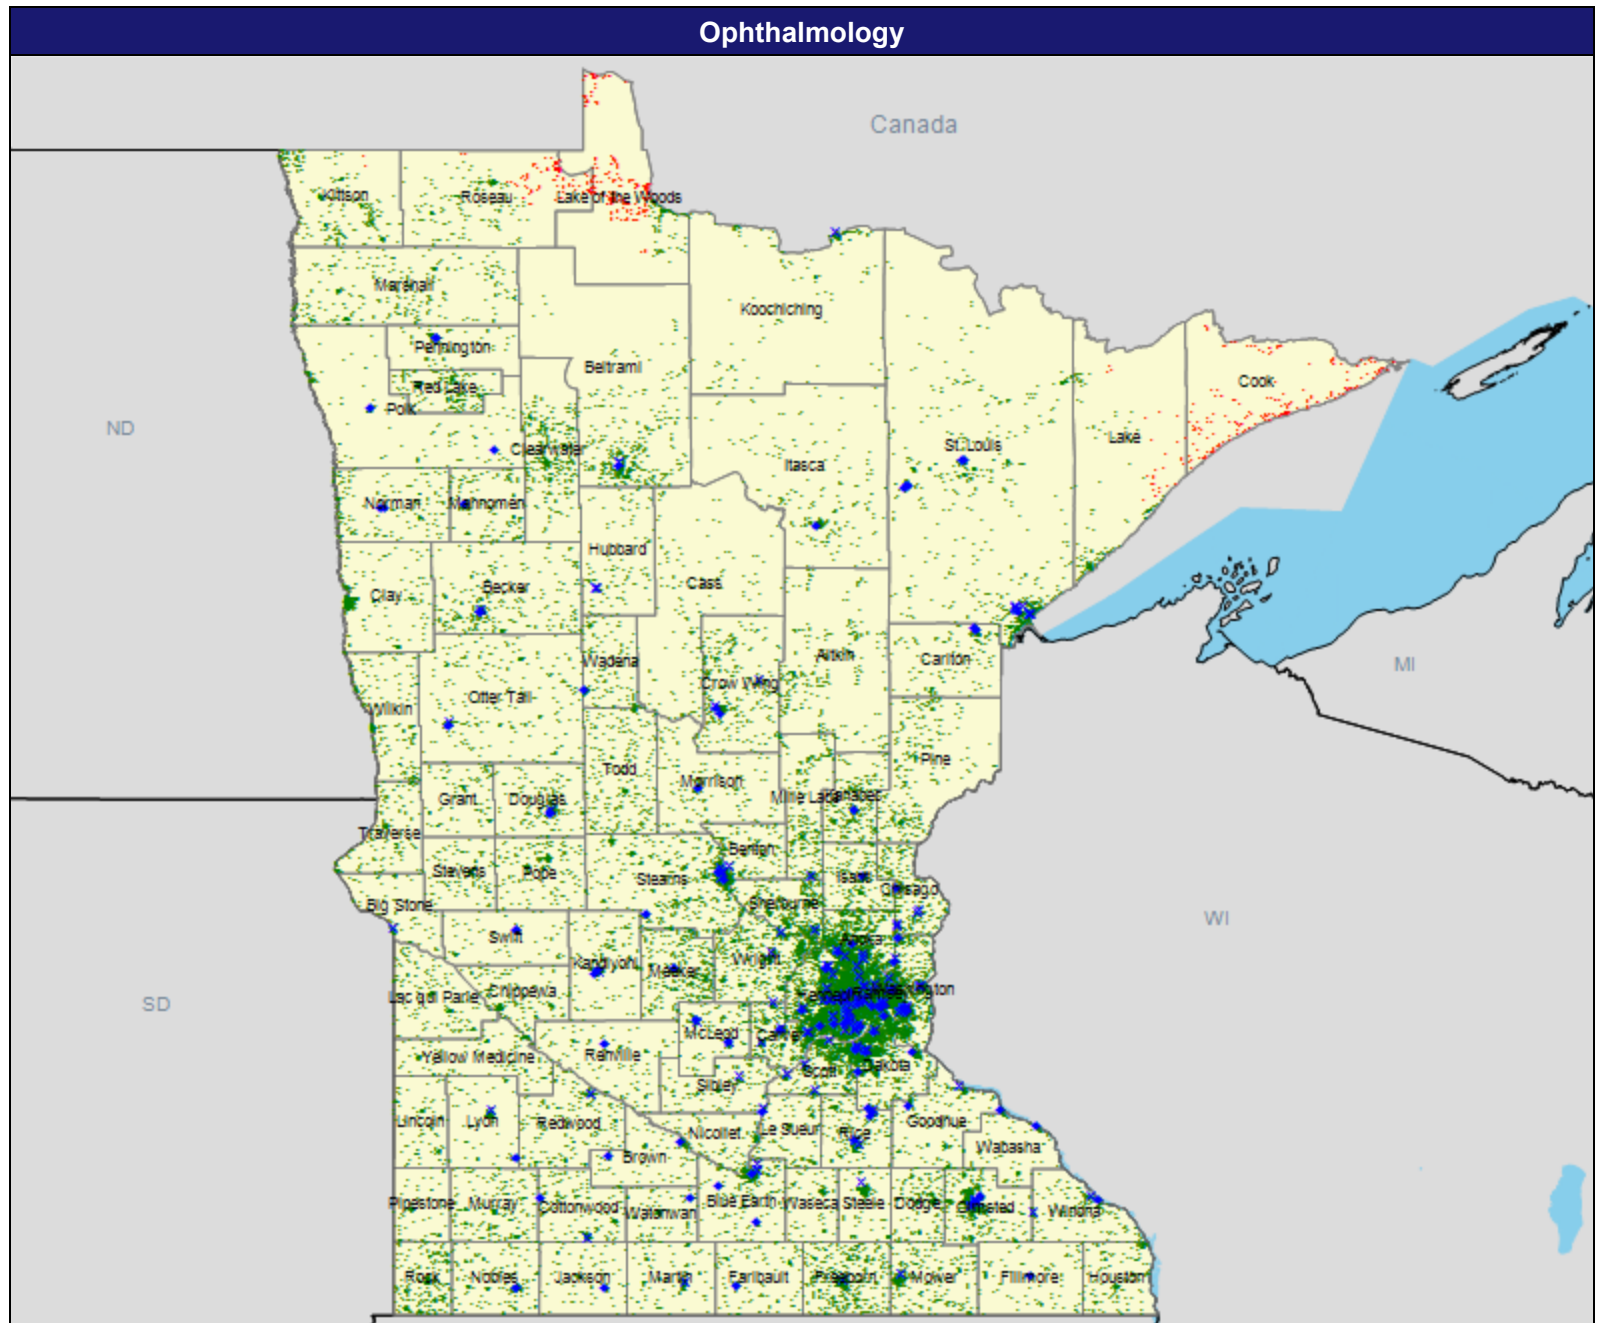 Ophthalmology
Canada
Kittson
Roseau
Lake of the Woods
Marshall
Koochiching
Pennington
Beltrami
Red Lake
Cook
Polk
ND
Clearwater
St. Louis
Lake
Itasca
Norman
Mahnomen
Hubbard
Cass
Becker
Clay
Wadena
Aitkin
Carlton
MI
Crow Wing
Otter Tail
Wilkin
Pine
Todd
Morrison
Grant
Douglas
Mille Lacs
Kanabec
Traverse
Benton
Stevens
Pope
Stearns
Isanti
Chisago
Big Stone
Sherburne
WI
Swift
Anoka
Kandiyohi
Meeker
Wright
Lac qui Parle
Chippewa
Hennepin
Ramsey
Washington
SD
McLeod
Carver
Yellow Medicine
Renville
Scott
Dakota
Sibley
Lincoln
Lyon
Redwood
Nicollet
Le Sueur
Rice
Goodhue
Wabasha
Brown
Pipestone
Murray
Cottonwood
Watonwan
Blue Earth
Waseca
Steele
Dodge
Olmsted
Winona
Rock
Nobles
Jackson
Martin
Faribault
Freeborn
Mower
Fillmore
Houston